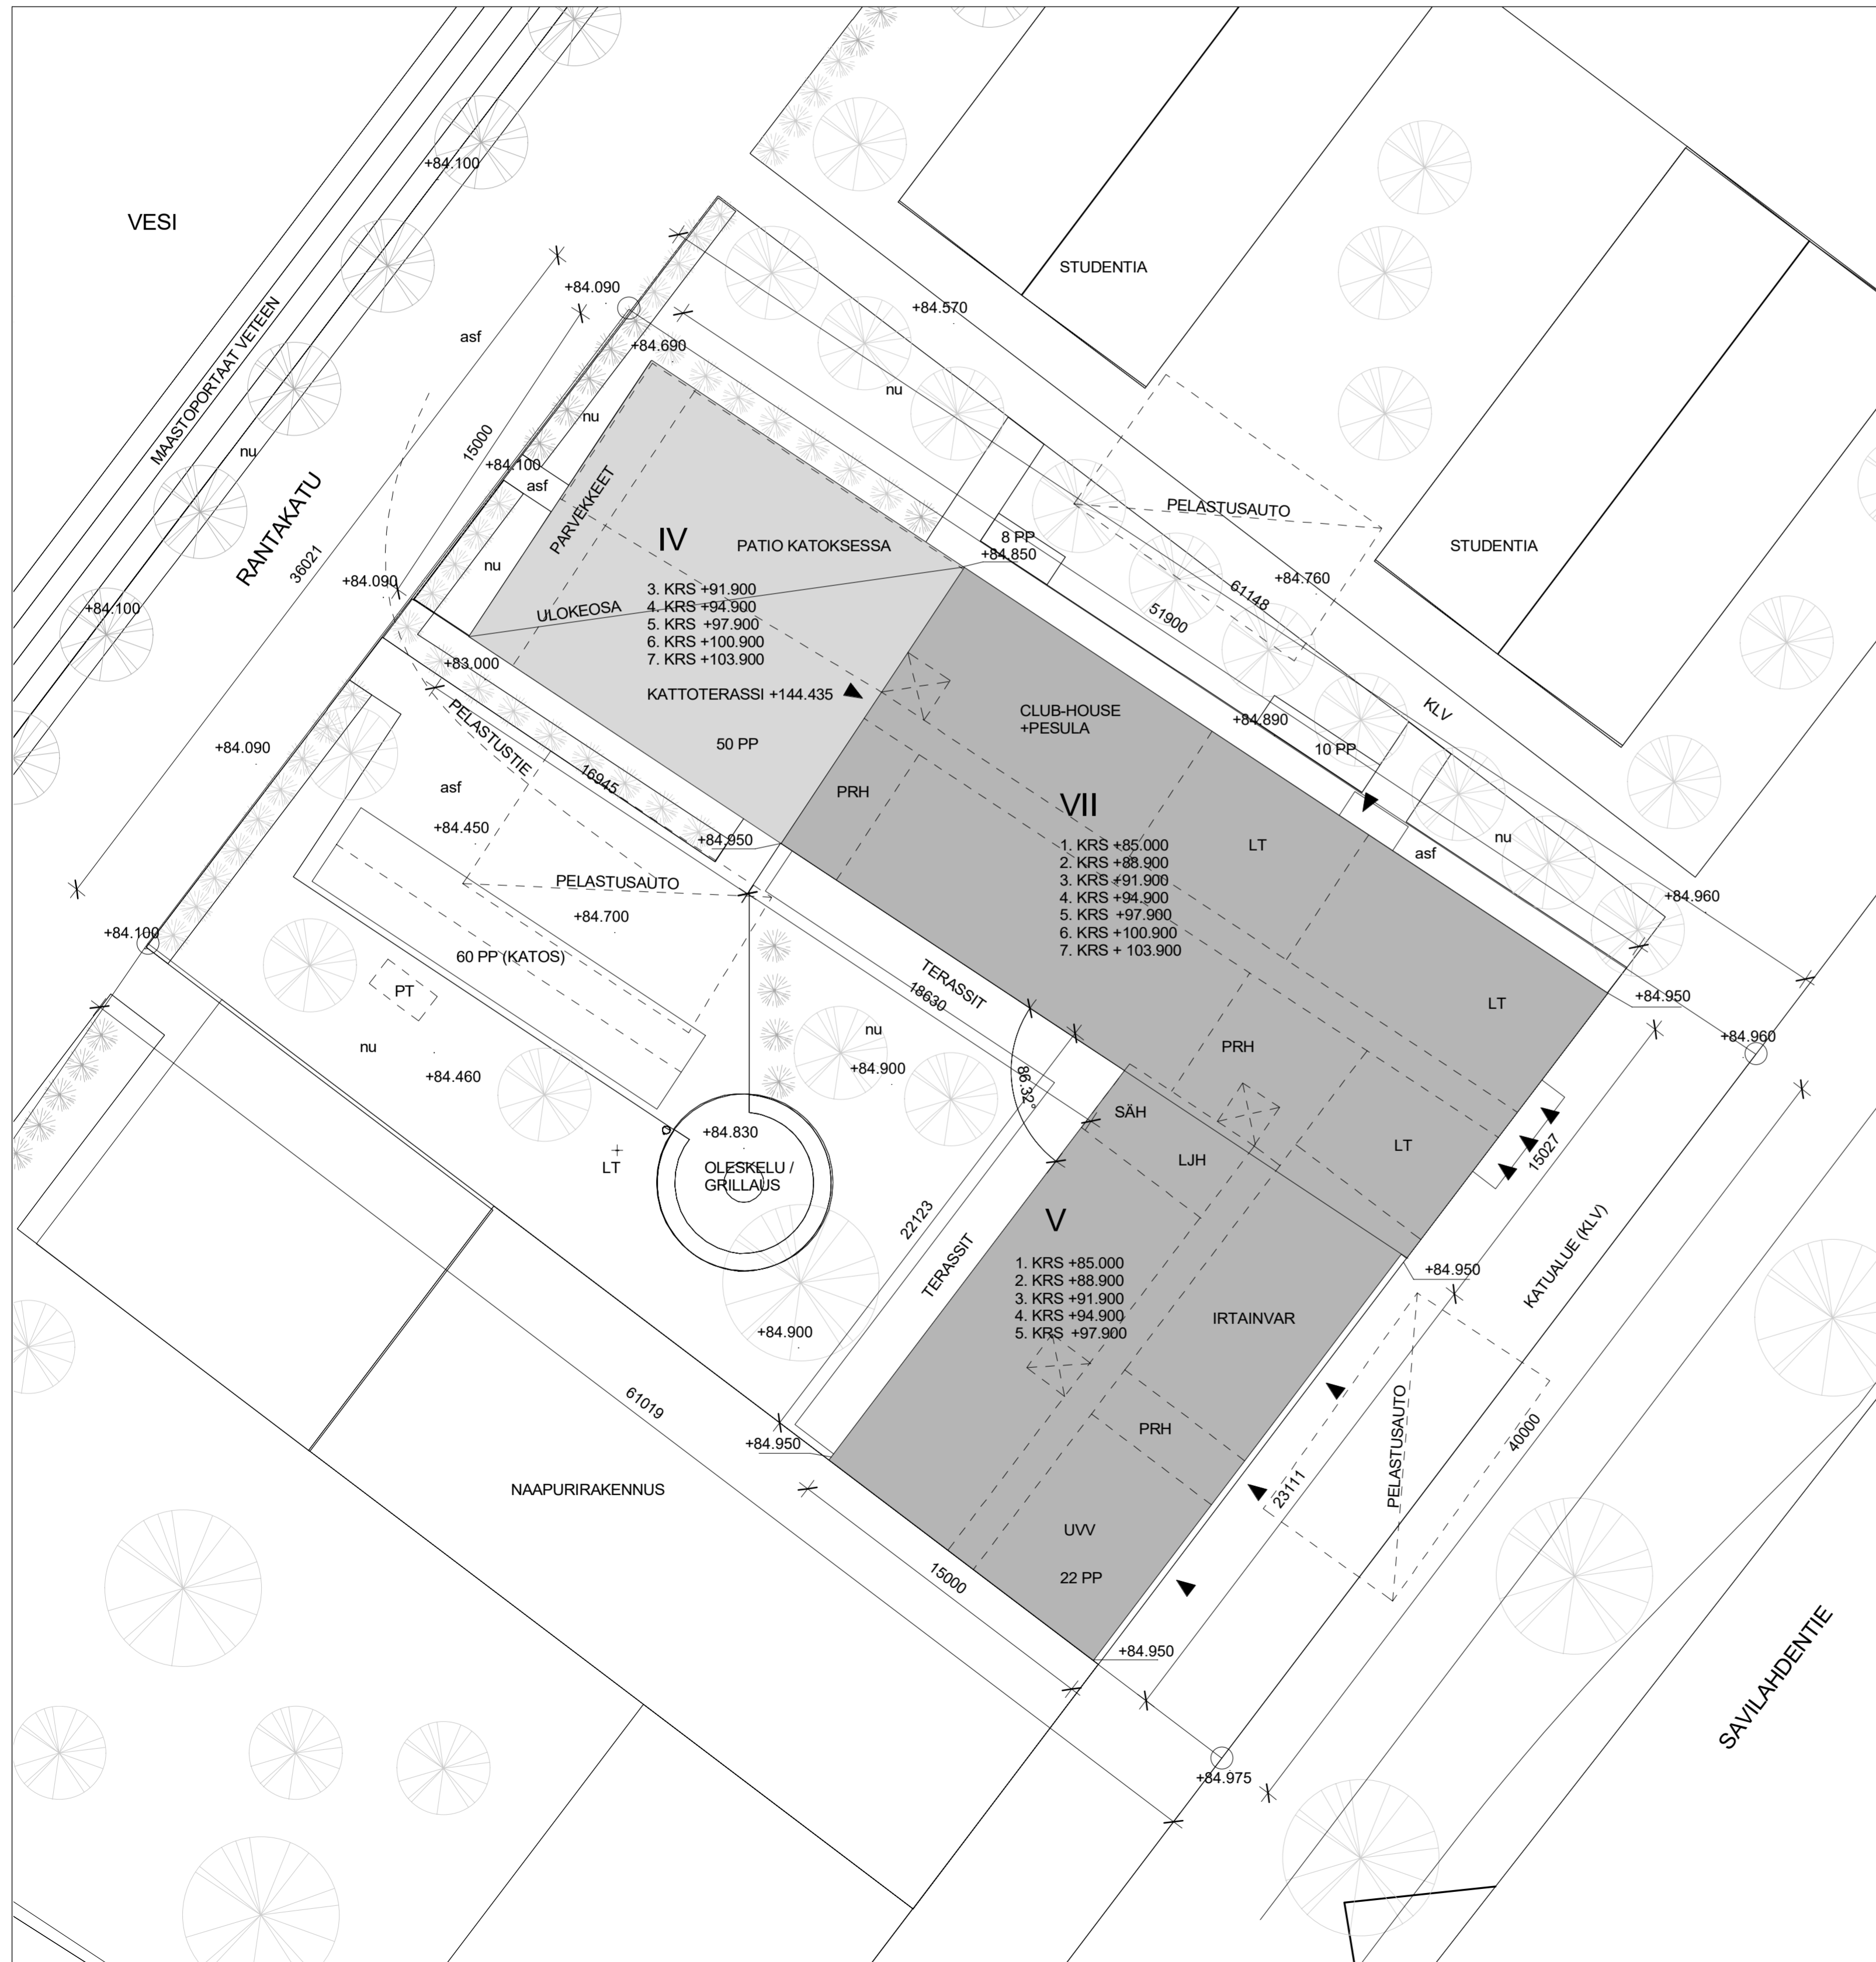 VESI
+84.100
MAASTOPORTAAT VETEEN
asf
nu
RANTAKATU
+84.090
+84.690
nu
15000
36021
+84.100
asf
nu
+84.090
+84.100
+83.000
+84.090
PELASTUSTIE
16945
+84.570
nu
STUDENTIA
STUDENTIA
PELASTUSAUTO
+84.760
61148
51900
8 PP
+84.850
KLV
+84.890
10 PP
nu
asf
+84.960
PARVEKKEET
IV
PATIO KATOKSESSA
ULOKEOSA
3. KRS +91.900
4. KRS +94.900
5. KRS +97.900
6. KRS +100.900
7. KRS +103.900
KATTOTERASSI +144.435
50 PP
CLUB-HOUSE
+PESULA
PRH
VII
1. KRS +85.000
2. KRS +88.900
3. KRS +91.900
4. KRS +94.900
5. KRS +97.900
6. KRS +100.900
7. KRS + 103.900
LT
LT
LT
PRH
+84.950
+84.960
15027
asf
+84.450
+84.950
PELASTUSAUTO
+84.700
60 PP (KATOS)
+84.100
PT
nu
+84.460
TERASSIT
18630
nu
+84.900
86.32°
+84.830
OLESKELU /
GRILLAUS
LT
22123
TERASSIT
+84.900
SÄH
LJH
V
1. KRS +85.000
2. KRS +88.900
3. KRS +91.900
4. KRS +94.900
5. KRS +97.900
IRTAINVAR
PRH
UVV
22 PP
+84.950
KATUALUE (KLV)
PELASTUSAUTO
40000
23111
61019
+84.950
15000
NAAPURIRAKENNUS
+84.950
+84.975
SAVILAHDENTIE